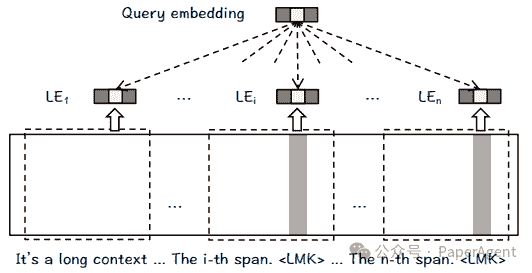 Query embedding
LE1 ... LEi ... LEn
... ...
It's a long context ... The i-th span. <LMK> ... The n-th span. <LMK>
公众号 · PaperAgent